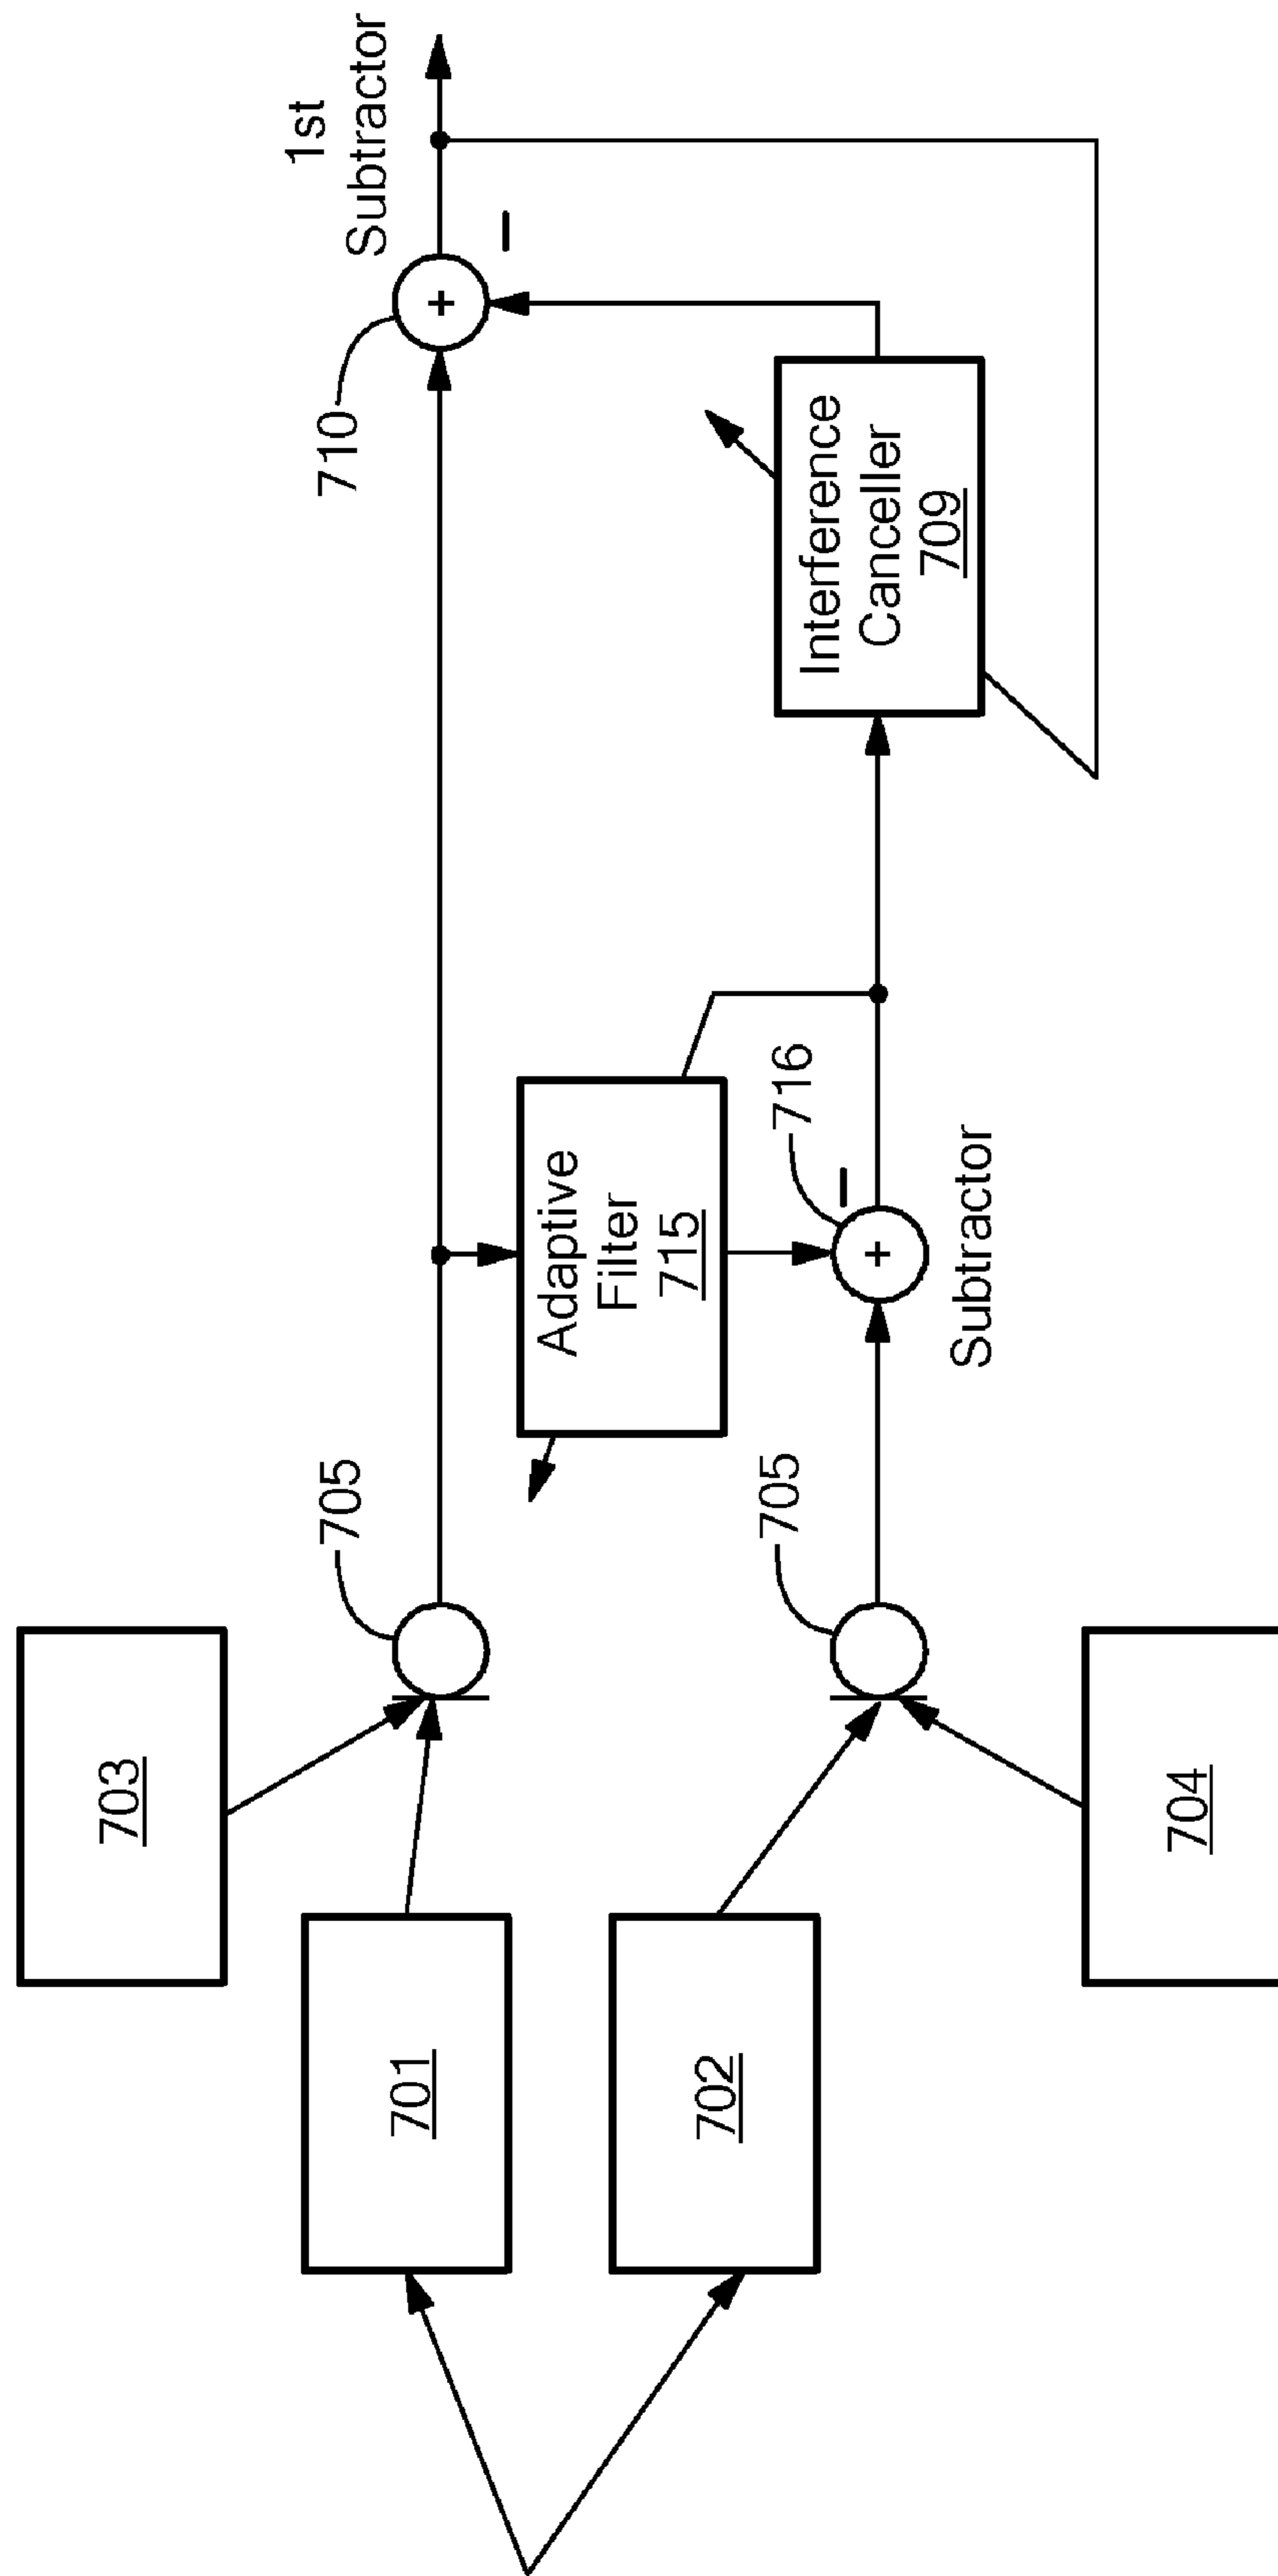 703
701
702
704
705
705
Adaptive
Filter
715
716
Subtractor
Interference
Canceller
709
710
1st
Subtractor
+
−
+
−